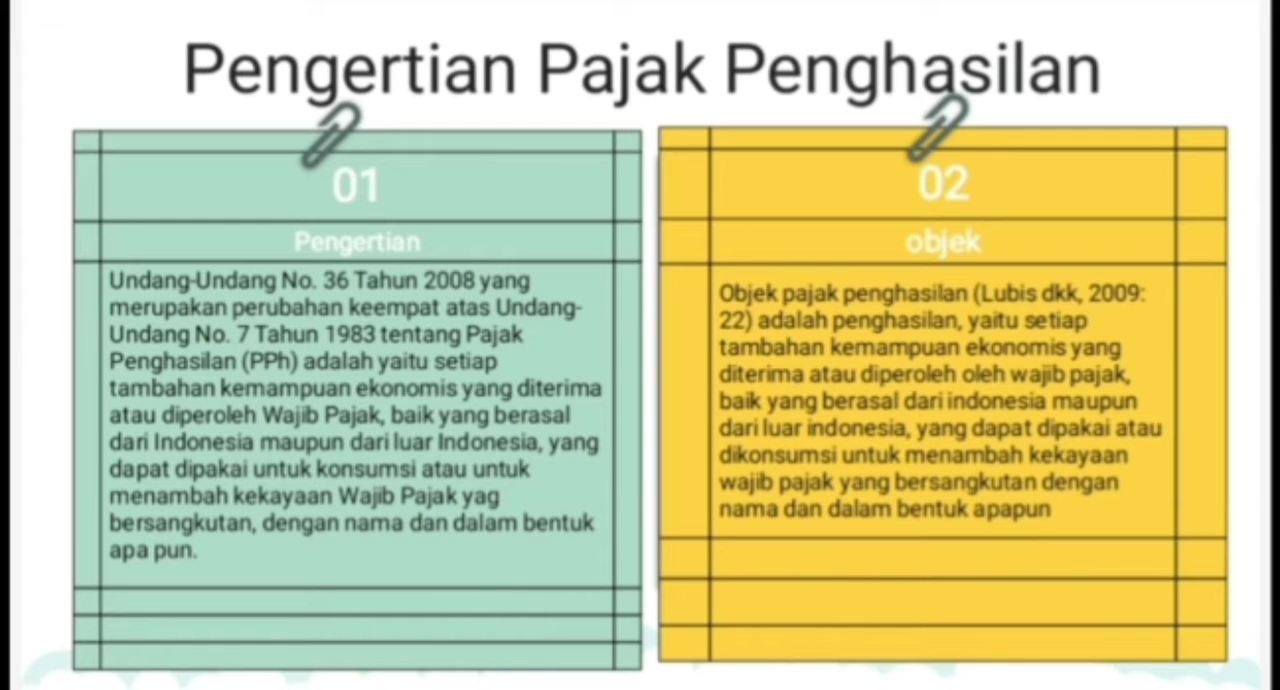 Pengertian Pajak Penghasilan
01
Pengertian
Undang-Undang No. 36 Tahun 2008 yang
merupakan perubahan keempat atas Undang-
Undang No. 7 Tahun 1983 tentang Pajak
Penghasilan (PPh) adalah yaitu setiap
tambahan kemampuan ekonomis yang diterima
atau diperoleh Wajib Pajak, baik yang berasal
dari Indonesia maupun dari luar Indonesia, yang
dapat dipakai untuk konsumsi atau untuk
menambah kekayaan Wajib Pajak yag
bersangkutan, dengan nama dan dalam bentuk
apa pun.
02
objek
Objek pajak penghasilan (Lubis dkk, 2009:
22) adalah penghasilan, yaitu setiap
tambahan kemampuan ekonomis yang
diterima atau diperoleh oleh wajib pajak,
baik yang berasal dari indonesia maupun
dari luar indonesia, yang dapat dipakai atau
dikonsumsi untuk menambah kekayaan
wajib pajak yang bersangkutan dengan
nama dan dalam bentuk apapun